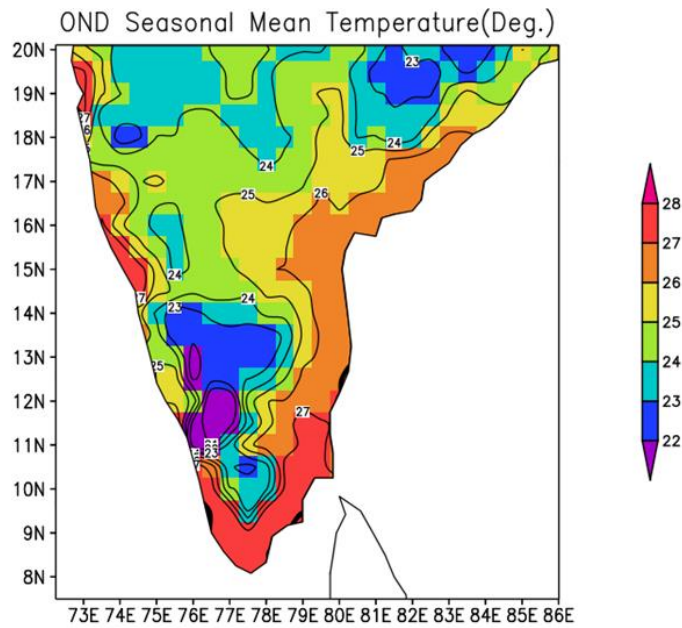 OND Seasonal Mean Temperature(Deg.)
20N
19N
18N
17N
16N
15N
14N
13N
12N
11N
10N
9N
8N
73E 74E 75E 76E 77E 78E 79E 80E 81E 82E 83E 84E 85E 86E
23
24
25
24
25
26
24
24
23
25
27
23
28
27
26
25
24
23
22